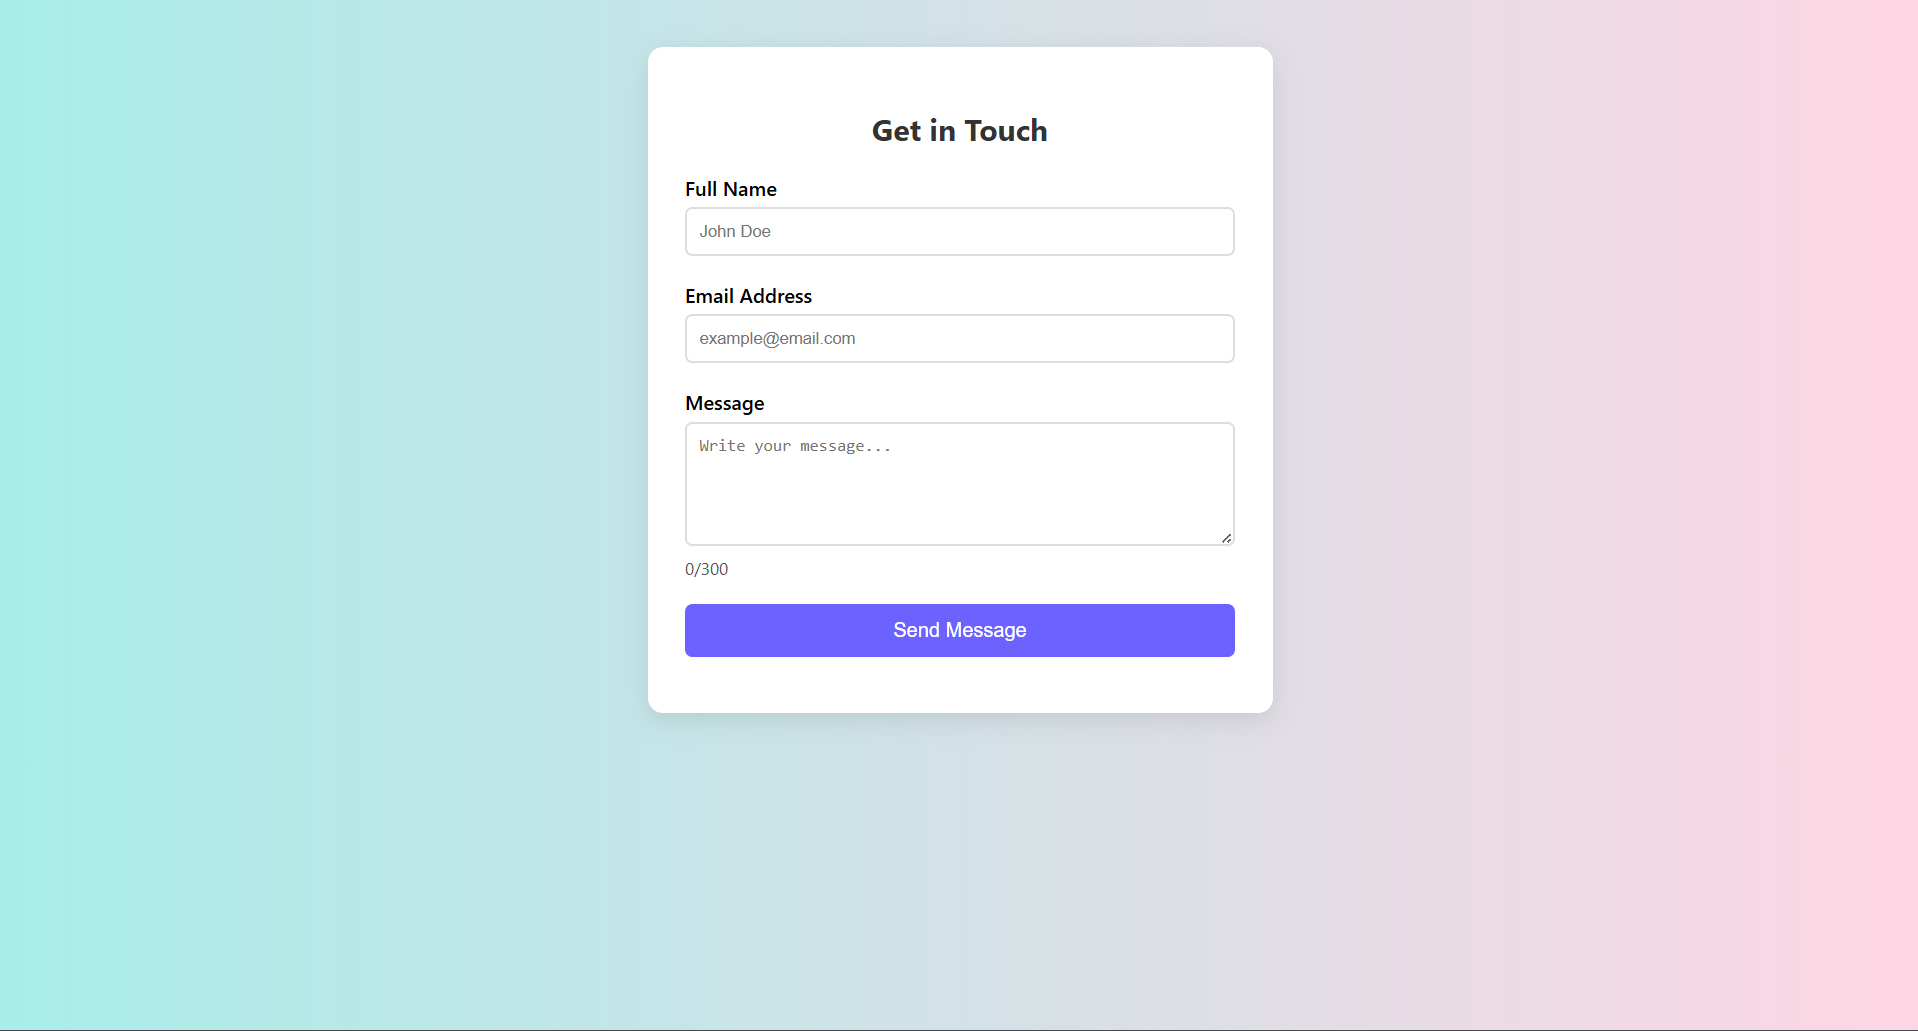 Get in Touch
Full Name
John Doe
Email Address
example@email.com
Message
Write your message...
0/300
Send Message